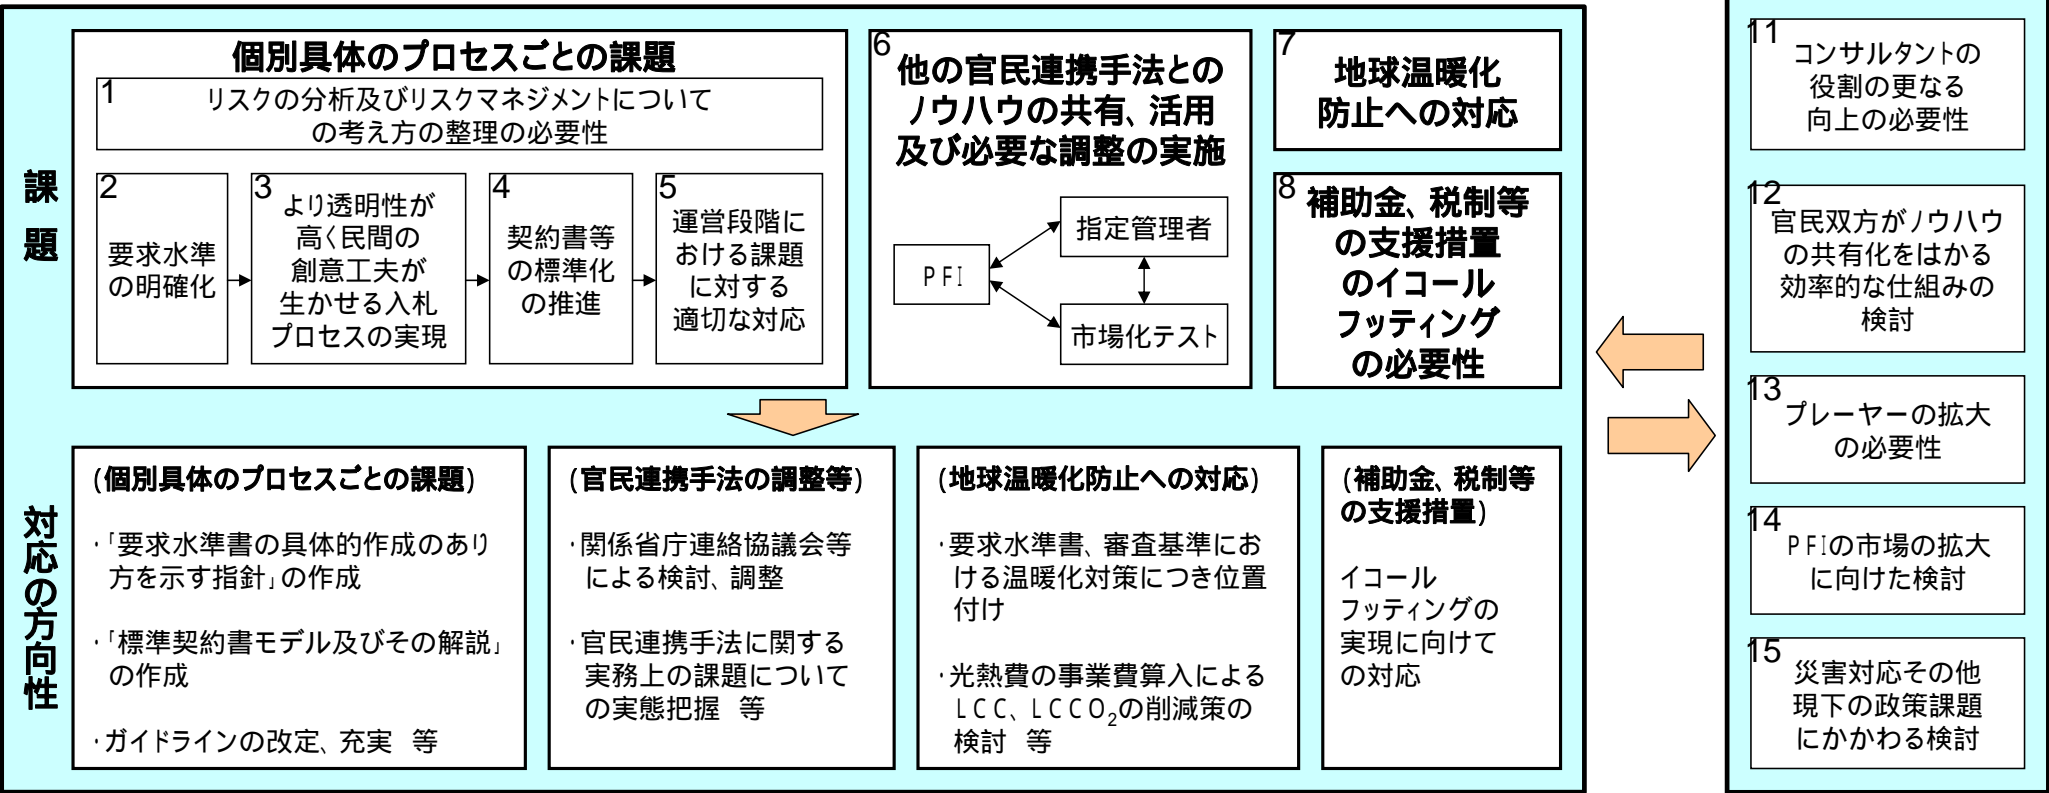 課題
個別具体のプロセスごとの課題
1
リスクの分析及びリスクマネジメントについて
の考え方の整理の必要性
2
要求水準
の明確化
3
より透明性が
高く民間の
創意工夫が
生かせる入札
プロセスの実現
4
契約書等
の標準化
の推進
5
運営段階に
おける課題
に対する
適切な対応
6
他の官民連携手法との
ノウハウの共有、活用
及び必要な調整の実施
PFI
指定管理者
市場化テスト
7
地球温暖化
防止への対応
8
補助金、税制等
の支援措置
のイコール
フッティング
の必要性
対応の方向性
(個別具体のプロセスごとの課題)
・「要求水準書の具体的作成のあり
方を示す指針」の作成
・「標準契約書モデル及びその解説」
の作成
・ガイドラインの改定、充実 等
(官民連携手法の調整等)
・関係省庁連絡協議会等
による検討、調整
・官民連携手法に関する
実務上の課題について
の実態把握 等
(地球温暖化防止への対応)
・要求水準書、審査基準にお
ける温暖化対策につき位置
付け
・光熱費の事業費算入による
LCC、LCCO₂の削減策の
検討 等
(補助金、税制等
の支援措置)
イコール
フッティングの
実現に向けて
の対応
11
コンサルタントの
役割の更なる
向上の必要性
12
官民双方がノウハウ
の共有化をはかる
効率的な仕組みの
検討
13
プレーヤーの拡大
の必要性
14
PFIの市場の拡大
に向けた検討
15
災害対応その他
現下の政策課題
にかかわる検討